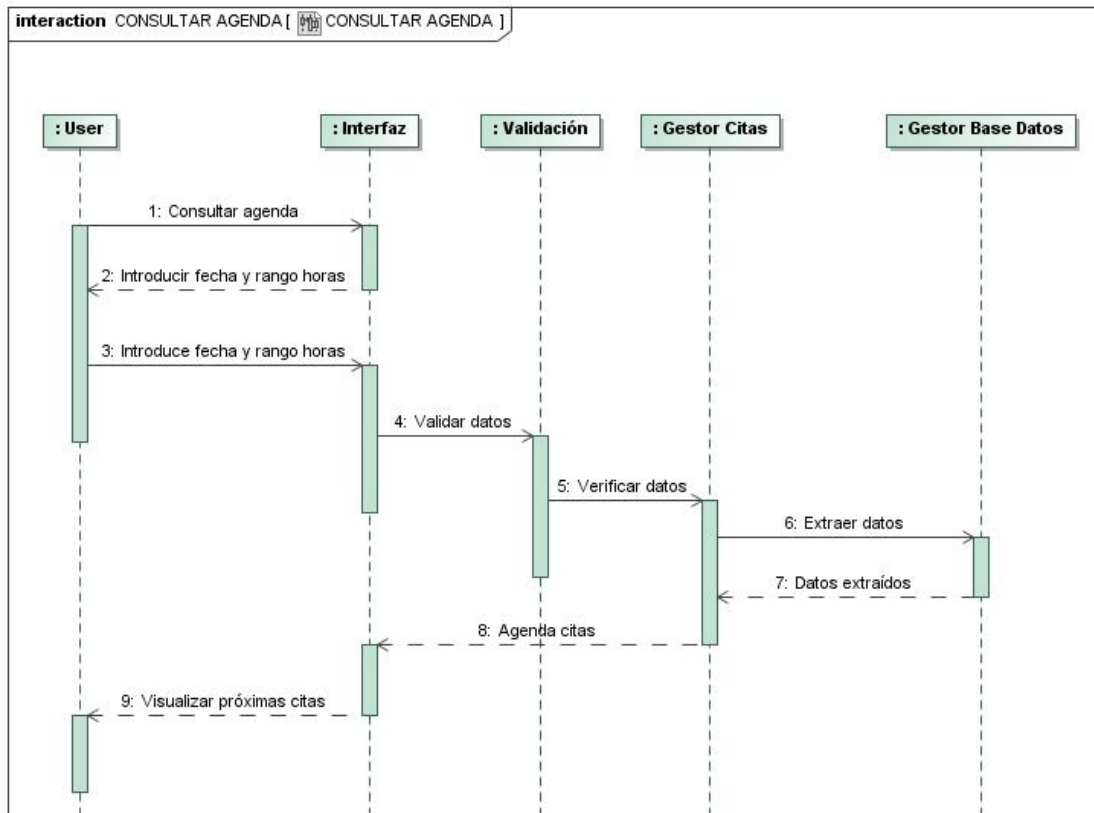 interaction CONSULTAR AGENDA [ CONSULTAR AGENDA ]
: User
: Interfaz
: Validación
: Gestor Citas
: Gestor Base Datos
1: Consultar agenda
2: Introducir fecha y rango horas
3: Introduce fecha y rango horas
4: Validar datos
5: Verificar datos
6: Extraer datos
7: Datos extraídos
8: Agenda citas
9: Visualizar próximas citas